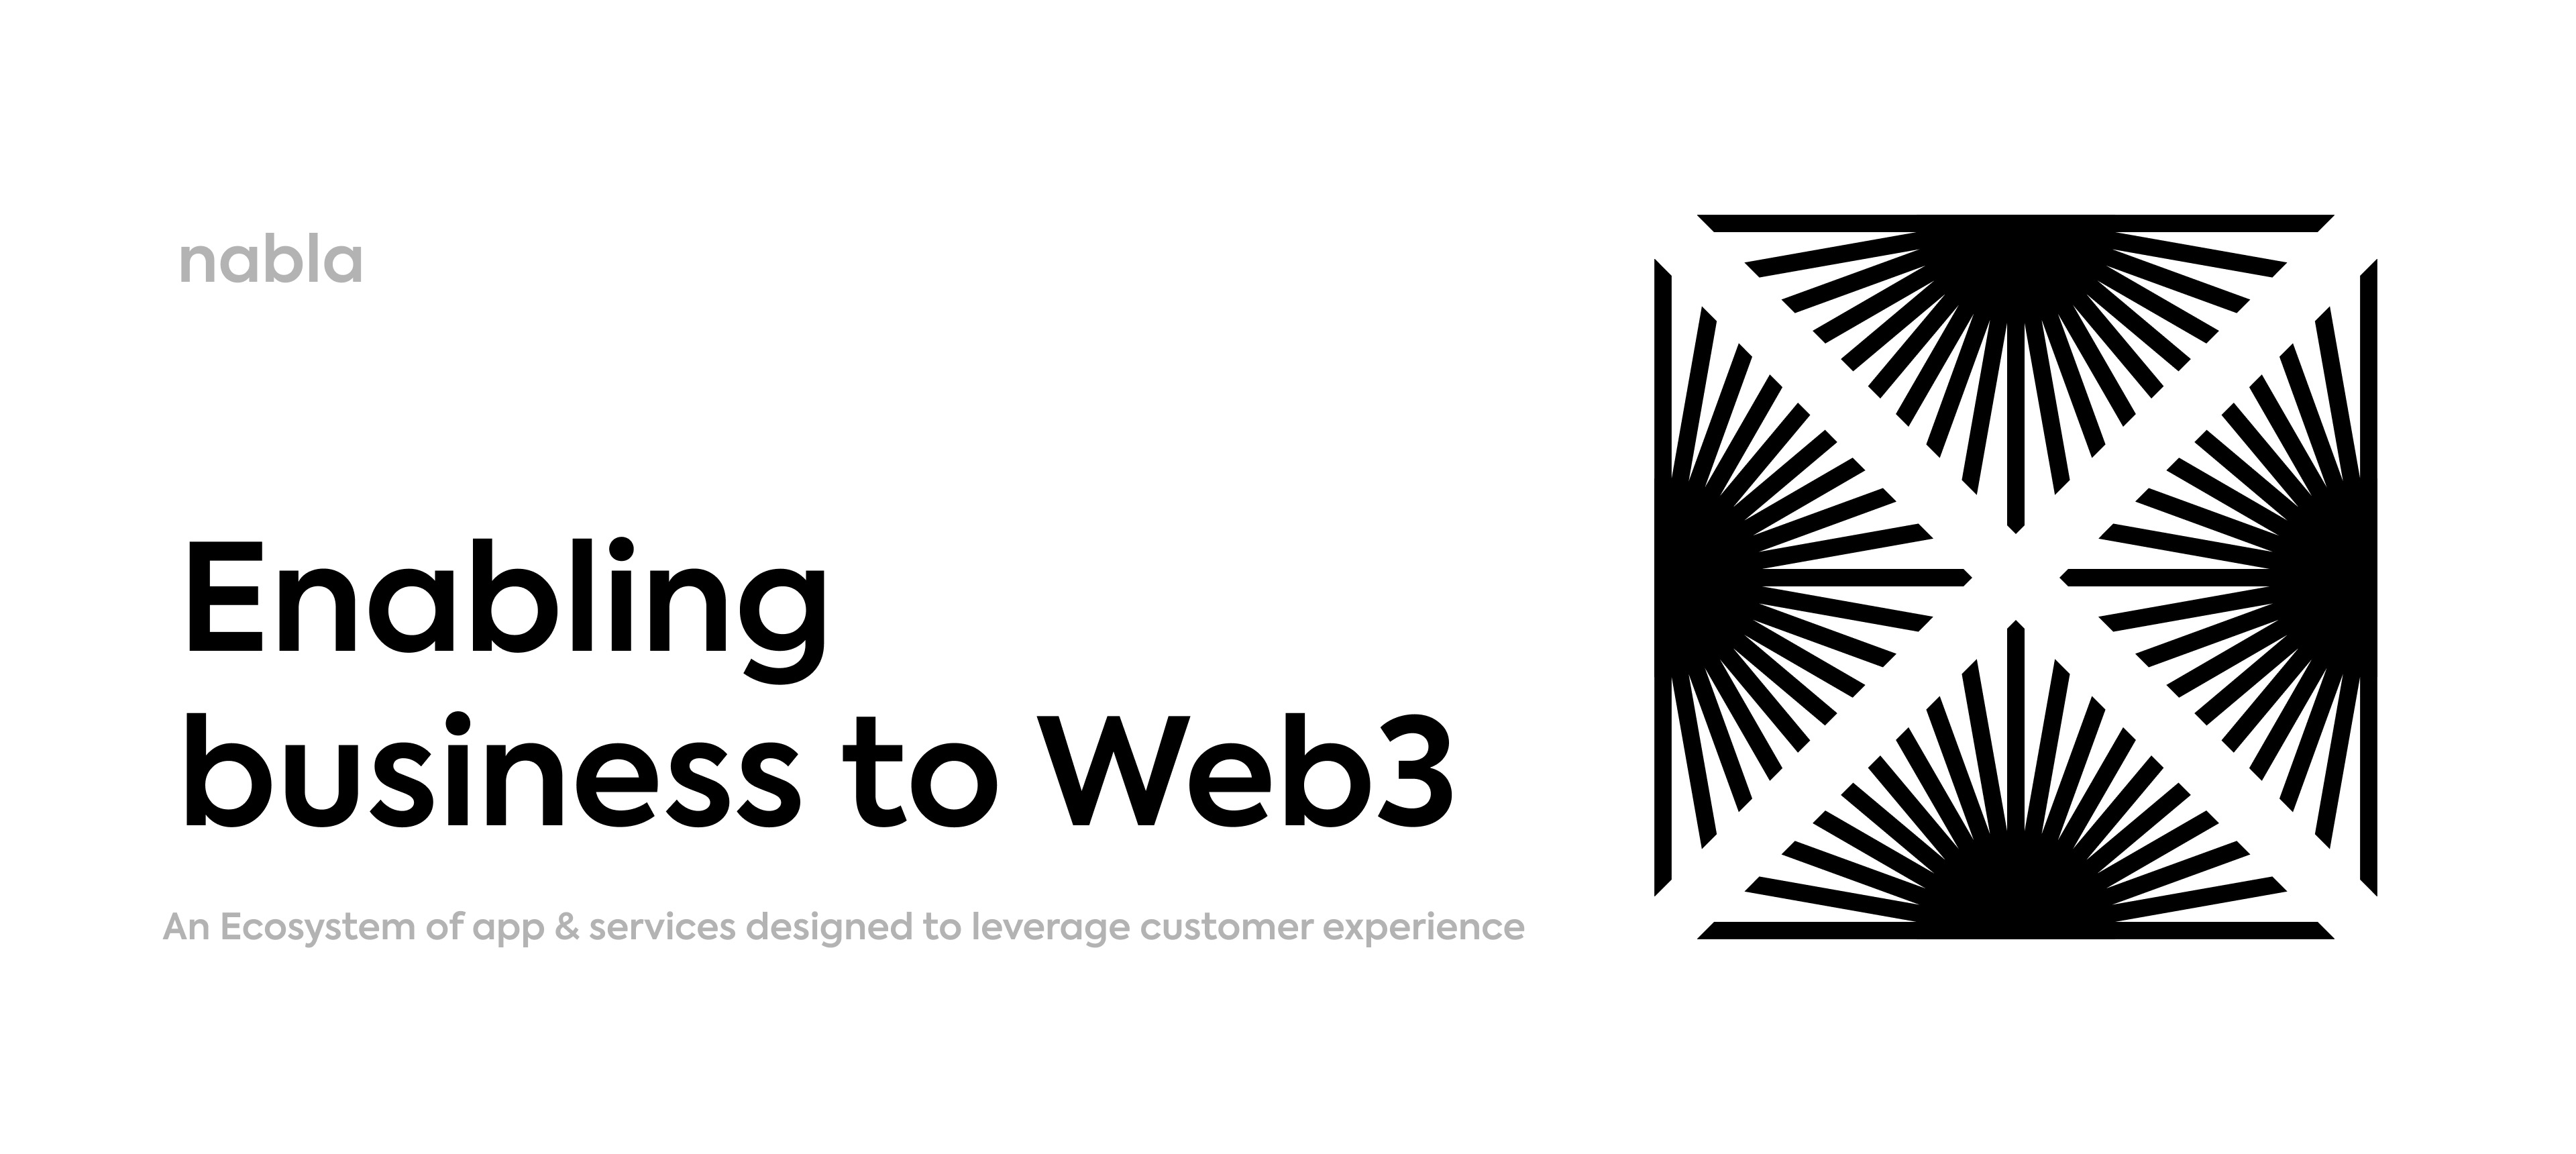 nabla
Enabling
business to Web3
An Ecosystem of app & services designed to leverage customer experience